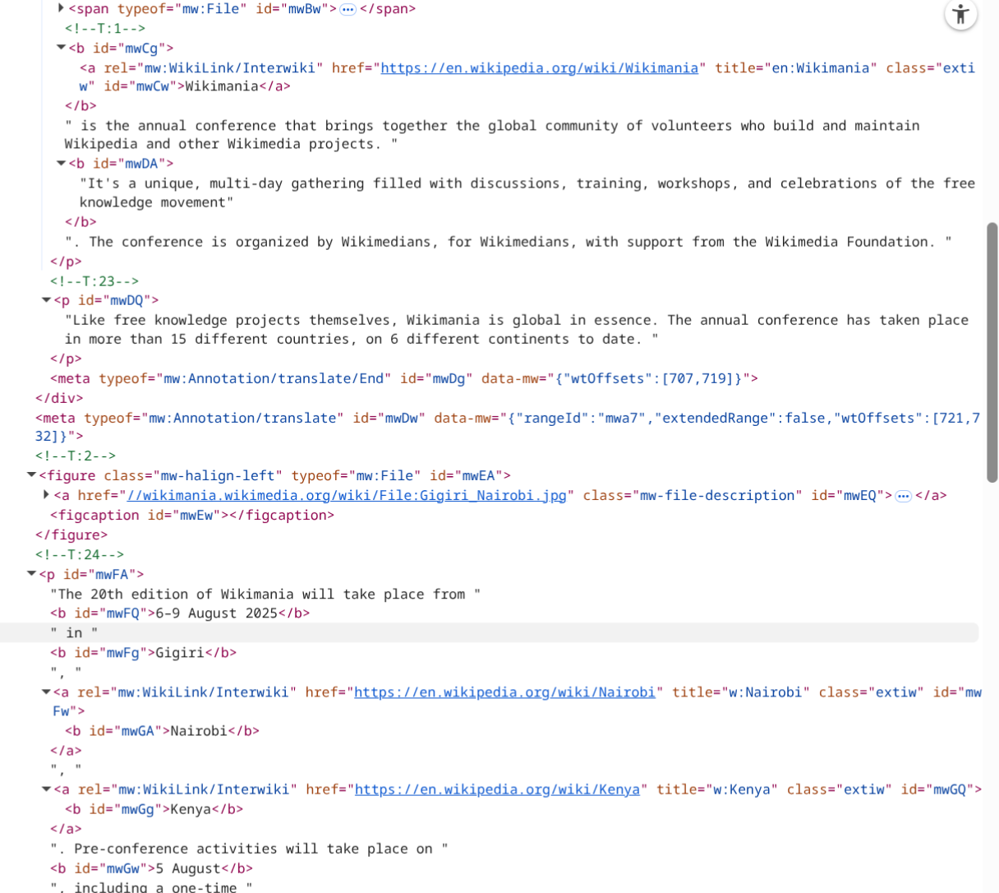 <span typeof="mw:File" id="mwBw"> ⋯ </span>
<!--T:1-->
<b id="mwCg">
<a rel="mw:WikiLink/Interwiki" href="https://en.wikipedia.org/wiki/Wikimania" title="en:Wikimania" class="exti
w" id="mwCw">Wikimania</a>
</b>
" is the annual conference that brings together the global community of volunteers who build and maintain
Wikipedia and other Wikimedia projects. "
<b id="mwDA">
"It's a unique, multi-day gathering filled with discussions, training, workshops, and celebrations of the free
knowledge movement"
</b>
". The conference is organized by Wikimedians, for Wikimedians, with support from the Wikimedia Foundation. "
</p>
<!--T:23-->
<p id="mwDQ">
"Like free knowledge projects themselves, Wikimania is global in essence. The annual conference has taken place
in more than 15 different countries, on 6 different continents to date. "
</p>
<meta typeof="mw:Annotation/translate/End" id="mwDg" data-mw="{"wtOffsets":[707,719]}">
</div>
<meta typeof="mw:Annotation/translate" id="mwDw" data-mw="{"rangeId":"mwa7","extendedRange":false,"wtOffsets":[721,7
32]}">
<!--T:2-->
<figure class="mw-halign-left" typeof="mw:File" id="mwEA">
<a href="//wikimania.wikimedia.org/wiki/File:Gigiri_Nairobi.jpg" class="mw-file-description" id="mwEQ"> ⋯ </a>
<figcaption id="mwEw"></figcaption>
</figure>
<!--T:24-->
<p id="mwFA">
"The 20th edition of Wikimania will take place from "
<b id="mwFQ">6–9 August 2025</b>
" in "
<b id="mwFg">Gigiri</b>
", "
<a rel="mw:WikiLink/Interwiki" href="https://en.wikipedia.org/wiki/Nairobi" title="w:Nairobi" class="extiw" id="mw
Fw">
<b id="mwGA">Nairobi</b>
</a>
", "
<a rel="mw:WikiLink/Interwiki" href="https://en.wikipedia.org/wiki/Kenya" title="w:Kenya" class="extiw" id="mwGQ">
<b id="mwGg">Kenya</b>
</a>
". Pre-conference activities will take place on "
<b id="mwGw">5 August</b>
", including a one-time "